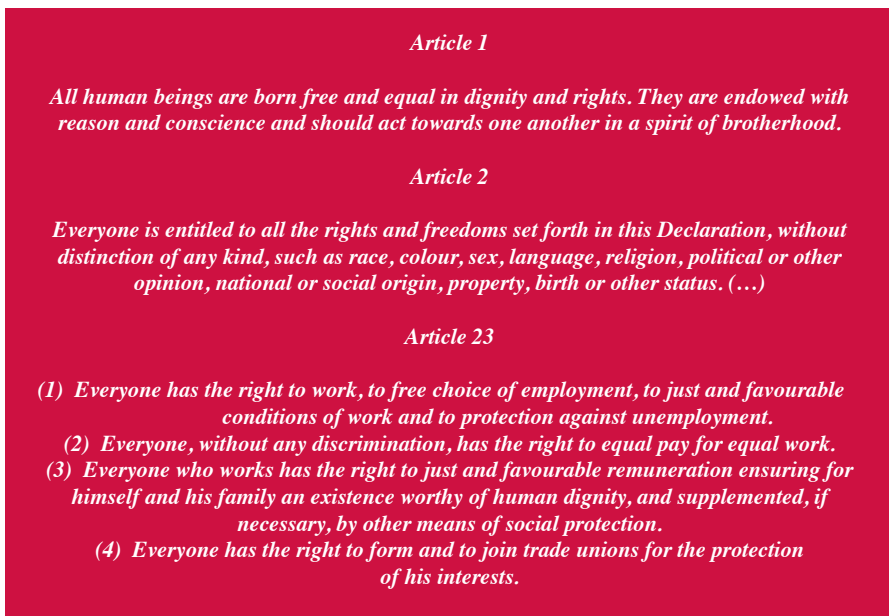 Article 1
All human beings are born free and equal in dignity and rights. They are endowed with
reason and conscience and should act towards one another in a spirit of brotherhood.
Article 2
Everyone is entitled to all the rights and freedoms set forth in this Declaration, without
distinction of any kind, such as race, colour, sex, language, religion, political or other
opinion, national or social origin, property, birth or other status. (…)
Article 23
(1) Everyone has the right to work, to free choice of employment, to just and favourable
conditions of work and to protection against unemployment.
(2) Everyone, without any discrimination, has the right to equal pay for equal work.
(3) Everyone who works has the right to just and favourable remuneration ensuring for
himself and his family an existence worthy of human dignity, and supplemented, if
necessary, by other means of social protection.
(4) Everyone has the right to form and to join trade unions for the protection
of his interests.